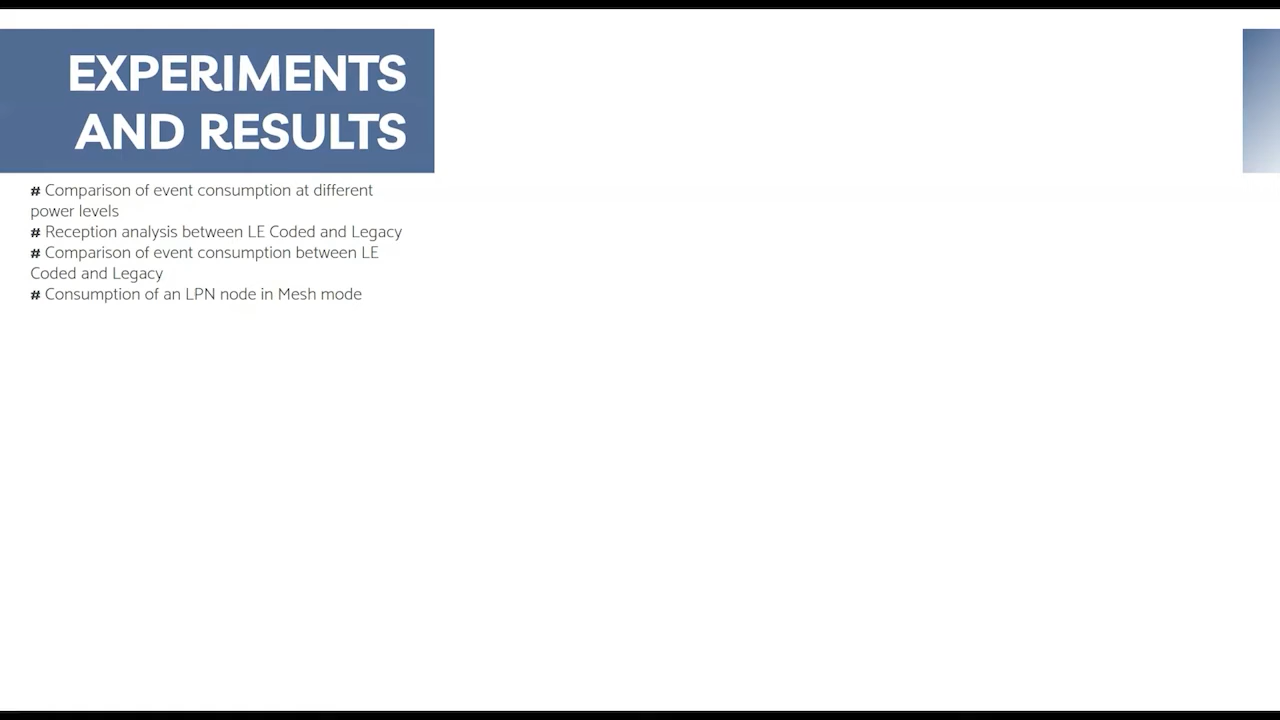 EXPERIMENTS
AND RESULTS
# Comparison of event consumption at different
power levels
# Reception analysis between LE Coded and Legacy
# Comparison of event consumption between LE
Coded and Legacy
# Consumption of an LPN node in Mesh mode